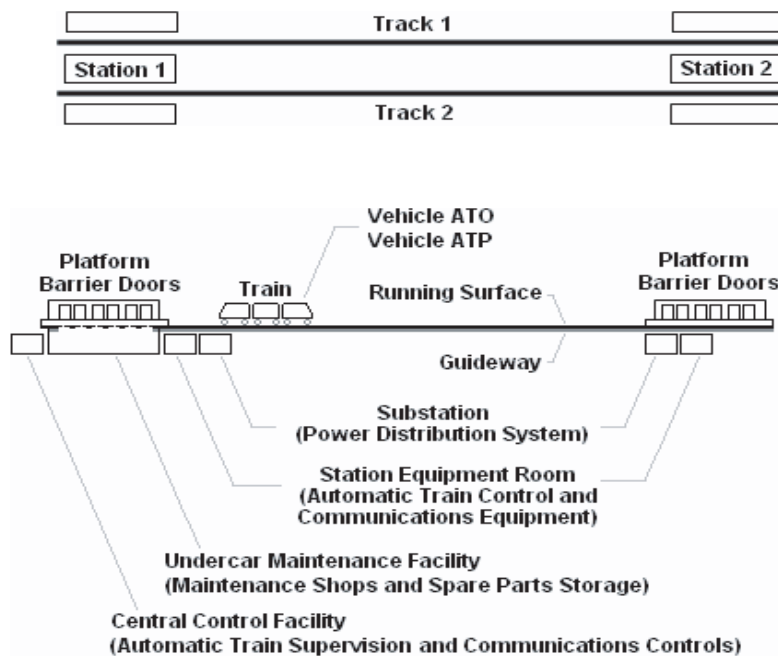 Track 1
Station 1
Station 2
Track 2
Vehicle ATO
Vehicle ATP
Platform
Barrier Doors
Train
Running Surface
Platform
Barrier Doors
Guideway
Substation
(Power Distribution System)
Station Equipment Room
(Automatic Train Control and
Communications Equipment)
Undercar Maintenance Facility
(Maintenance Shops and Spare Parts Storage)
Central Control Facility
(Automatic Train Supervision and Communications Controls)